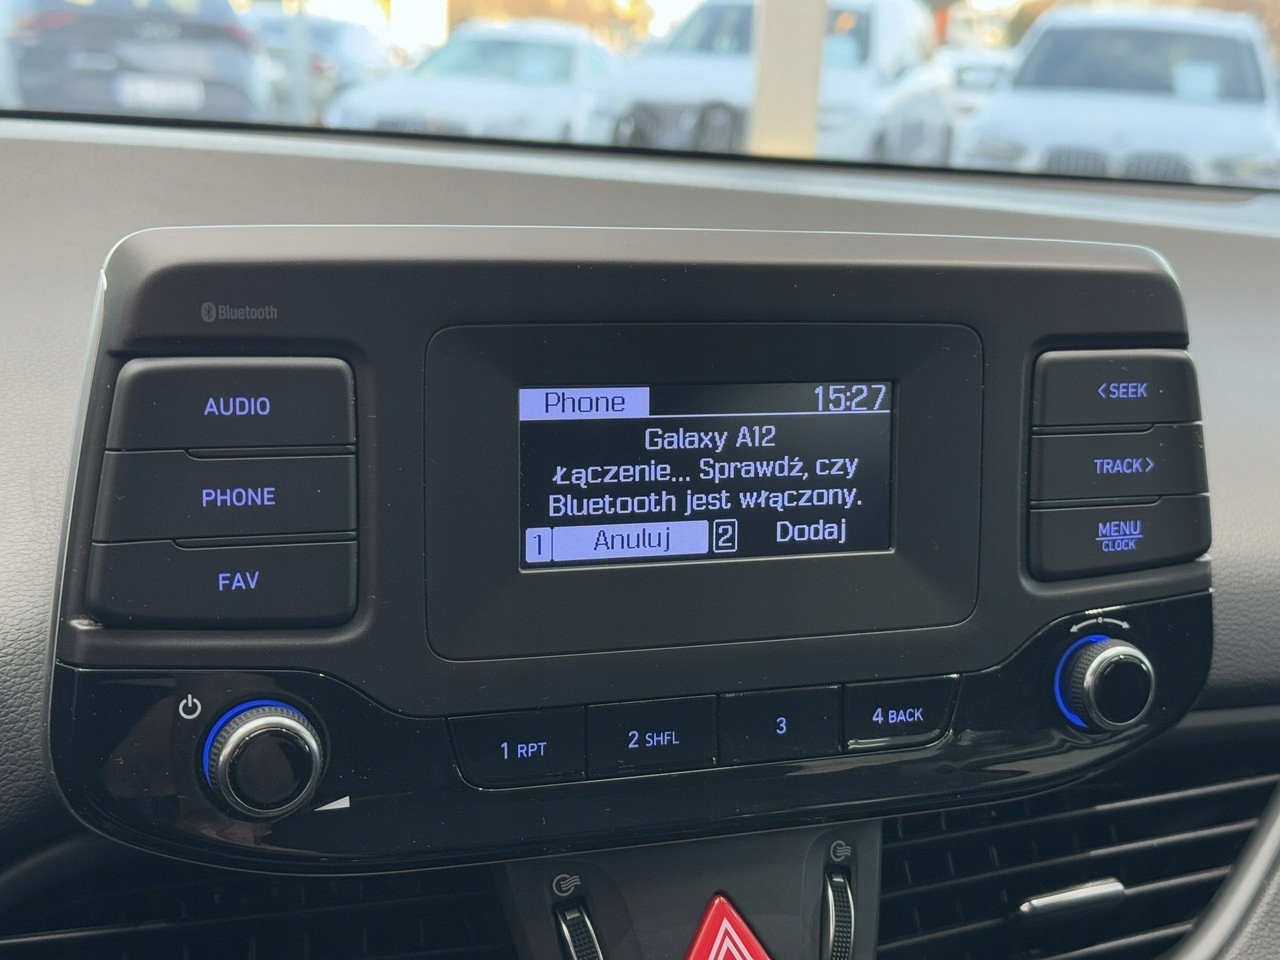 Bluetooth
AUDIO
PHONE
FAV
Phone 15:27
Galaxy A12
Łączenie... Sprawdź, czy
Bluetooth jest włączony.
1 Anuluj 2 Dodaj
<SEEK
TRACK>
MENU
CLOCK
1 RPT
2 SHFL
3
4 BACK